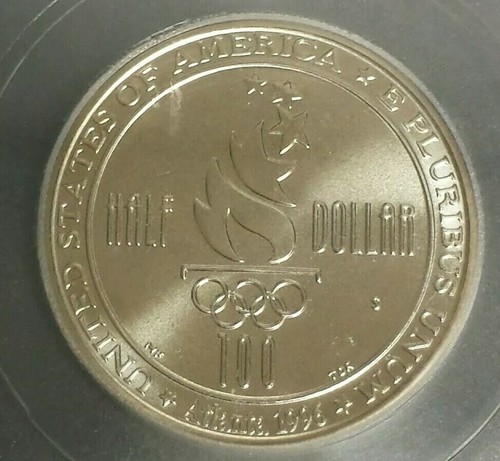 UNITED STATES OF AMERICA ★ E PLURIBUS UNUM ★
HALF DOLLAR
S
100
Atlanta 1996